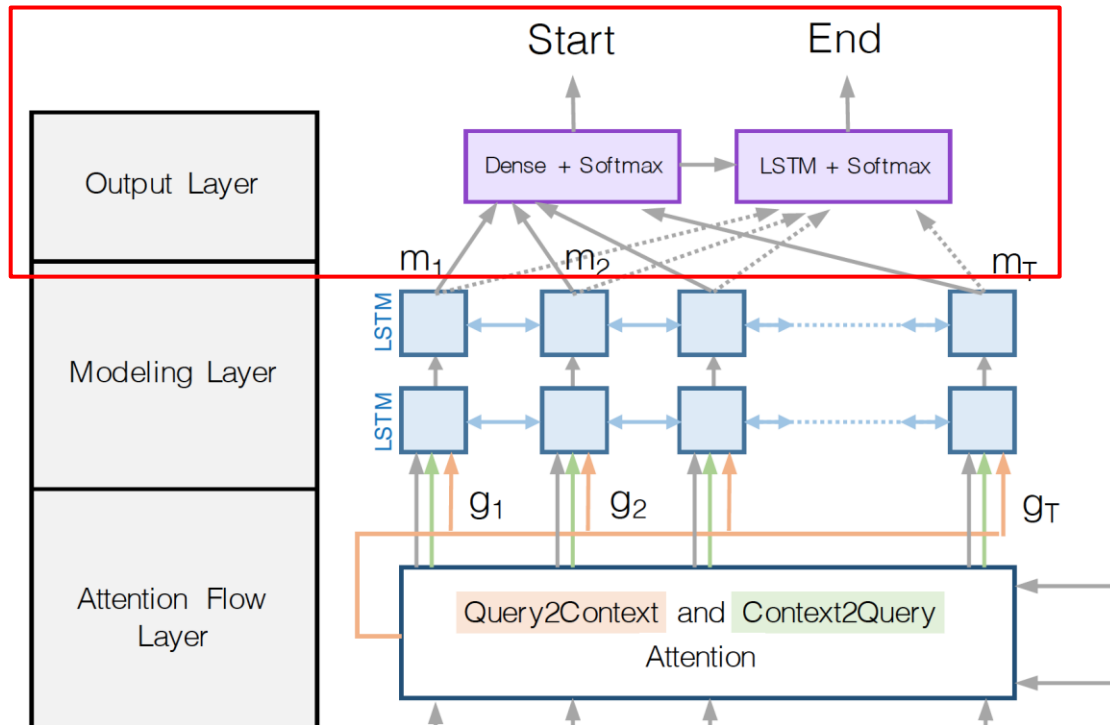 Start
End
Output Layer
Dense + Softmax
LSTM + Softmax
m1
m2
mT
LSTM
Modeling Layer
LSTM
g1
g2
gT
Attention Flow
Layer
Query2Context and Context2Query
Attention